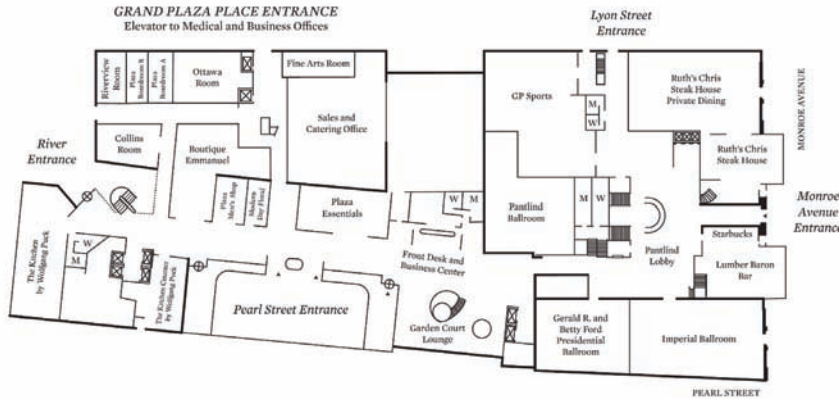 GRAND PLAZA PLACE ENTRANCE
Elevator to Medical and Business Offices
Lyon Street
Entrance
Riverview
Room
Plaza
Boardroom B
Plaza
Boardroom A
Ottawa
Room
Fine Arts Room
Sales and
Catering Office
GP Sports
M
W
Ruth's Chris
Steak House
Private Dining
MONROE AVENUE
Ruth's Chris
Steak House
River
Entrance
Collins
Room
Boutique
Emmanuel
Plaza
Men's Shop
Modern
Day Floral
Plaza
Essentials
W
M
Pantlind
Ballroom
M
W
Monroe
Avenue
Entrance
Starbucks
Pantlind
Lobby
Lumber Baron
Bar
The Kitchen
by Wolfgang Puck
W
M
The Kitchen Counter
by Wolfgang Puck
Front Desk and
Business Center
Pearl Street Entrance
Garden Court
Lounge
Gerald R. and
Betty Ford
Presidential
Ballroom
Imperial Ballroom
PEARL STREET